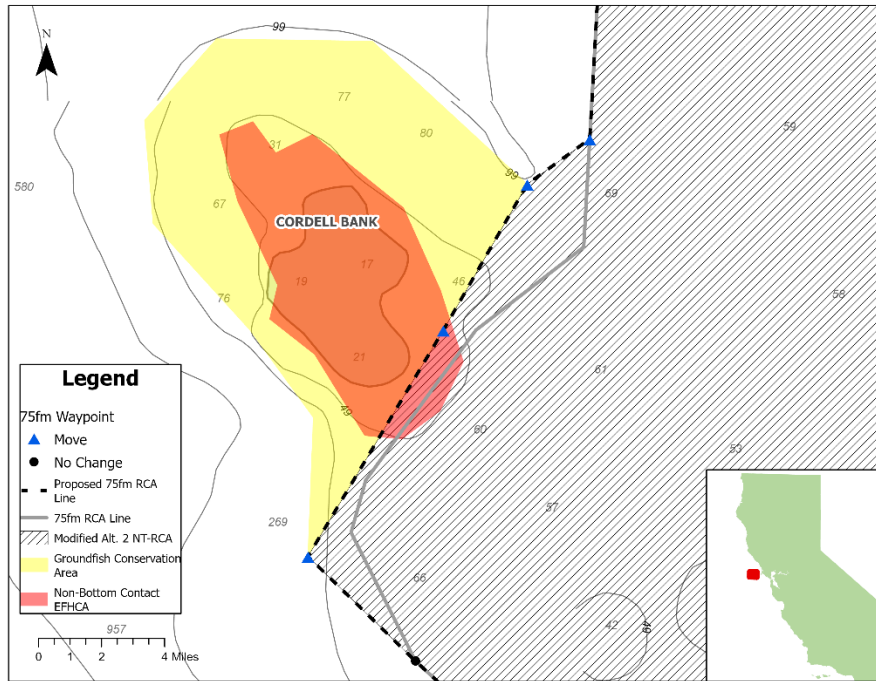 N
99
77
80
59
31
99
69
580
67
CORDELL BANK
17
46
19
76
58
21
61
49
60
53
57
269
66
42
49
Legend
75fm Waypoint
Move
No Change
Proposed 75fm RCA
Line
75fm RCA Line
Modified Alt. 2 NT-RCA
Groundfish Conservation
Area
Non-Bottom Contact
EFHCA
957
0 1 2 4 Miles